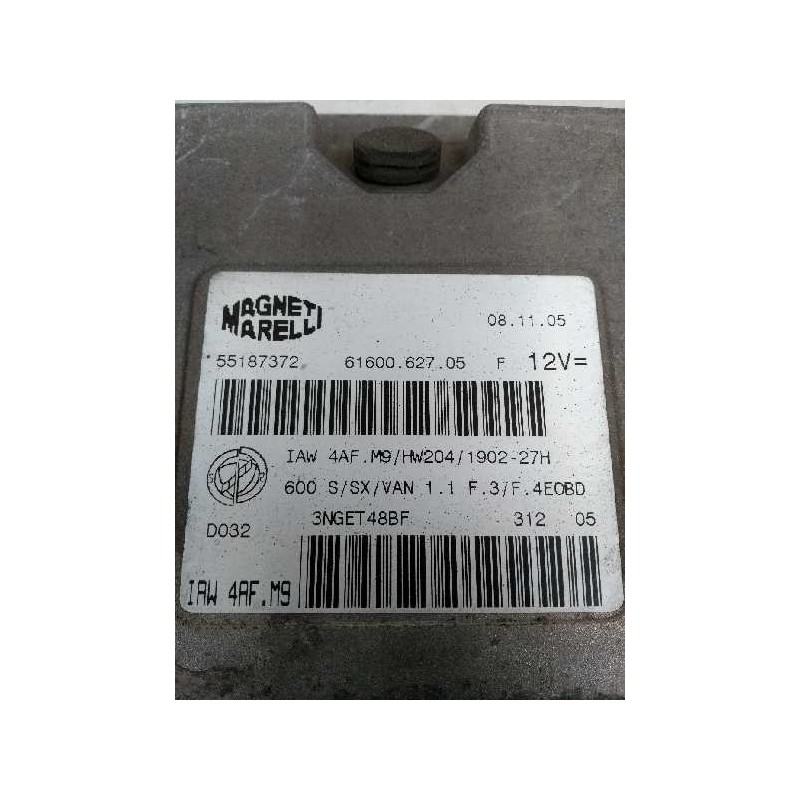 MAGNETI
MARELLI
08.11.05
55187372 61600.627.05 F 12V=
IAW 4AF.M9/HW204/1902-27H
600 S/SX/VAN 1.1 F.3/F.4EOBD
D032 3NGET48BF 312 05
IAW 4AF.M9